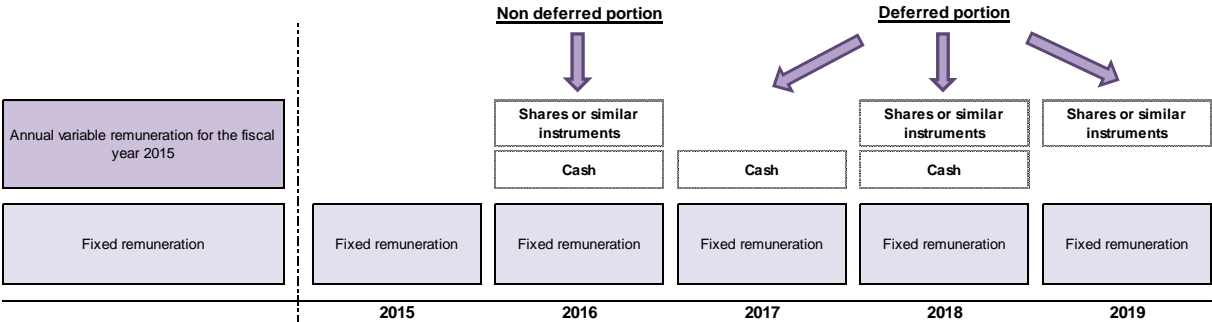 Non deferred portion
Deferred portion
Annual variable remuneration for the fiscal
year 2015
Shares or similar
instruments
Shares or similar
instruments
Shares or similar
instruments
Cash
Cash
Cash
Fixed remuneration
Fixed remuneration
Fixed remuneration
Fixed remuneration
Fixed remuneration
Fixed remuneration
2015
2016
2017
2018
2019